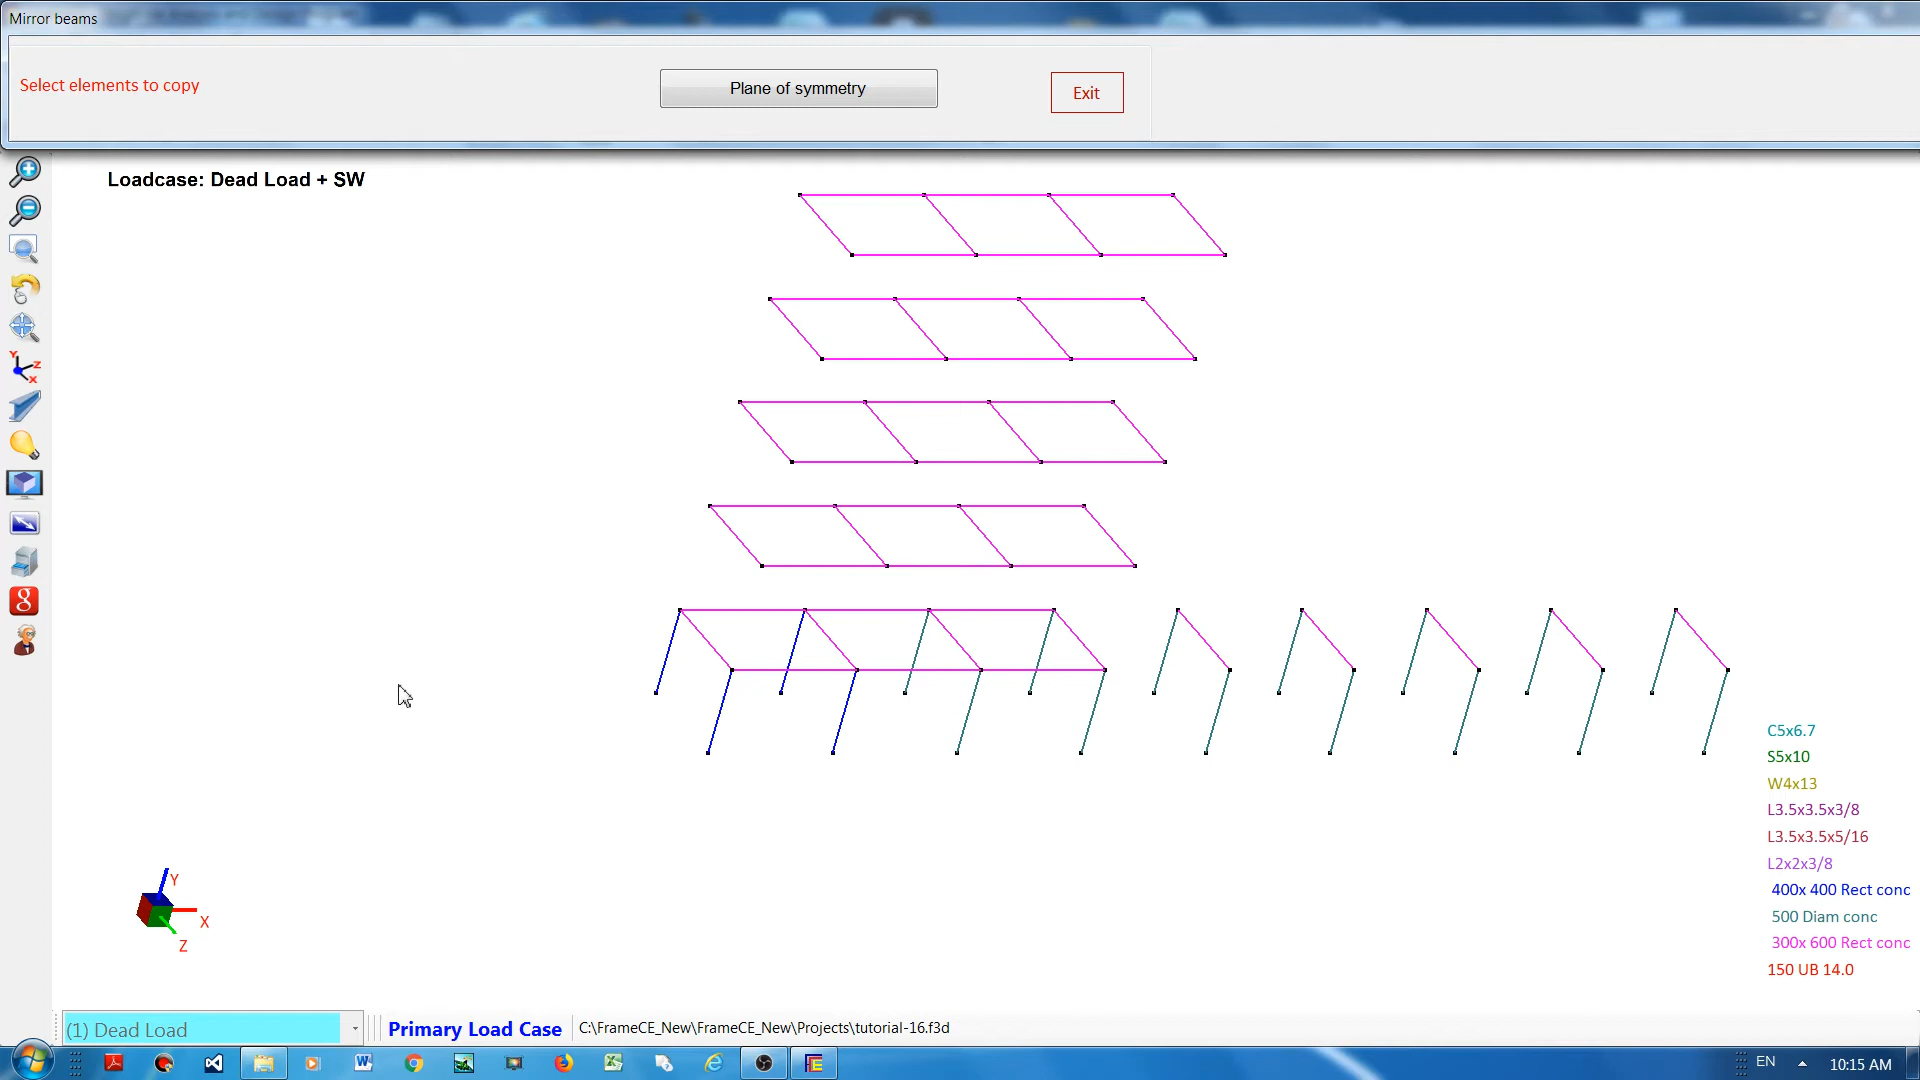 Mirror beams
Select elements to copy
Plane of symmetry
Exit
Loadcase: Dead Load + SW
Y
Z
X
C5x6.7
S5x10
W4x13
L3.5x3.5x3/8
L3.5x3.5x5/16
L2x2x3/8
400x 400 Rect conc
500 Diam conc
300x 600 Rect conc
150 UB 14.0
Y
X
Z
(1) Dead Load
Primary Load Case
C:\FrameCE_New\FrameCE_New\Projects\tutorial-16.f3d
EN
10:15 AM